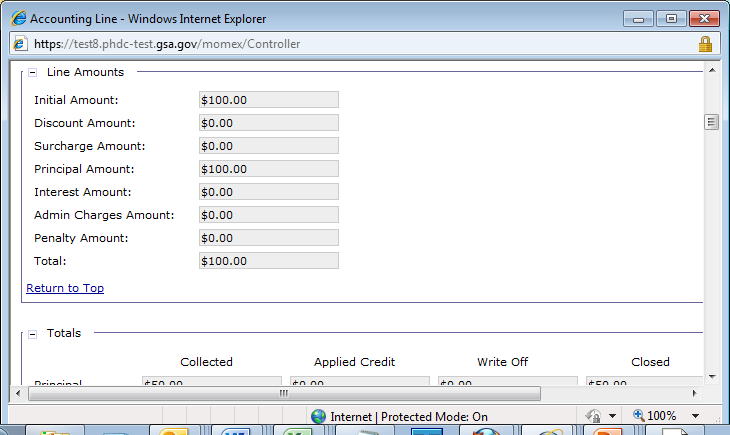 Accounting Line - Windows Internet Explorer
https://test8.phdc-test.gsa.gov/momex/Controller
Line Amounts
Initial Amount: $100.00
Discount Amount: $0.00
Surcharge Amount: $0.00
Principal Amount: $100.00
Interest Amount: $0.00
Admin Charges Amount: $0.00
Penalty Amount: $0.00
Total: $100.00
Return to Top
Totals
Collected Applied Credit Write Off Closed
Principal $50.00 $0.00 $0.00 $50.00
Internet | Protected Mode: On 100%